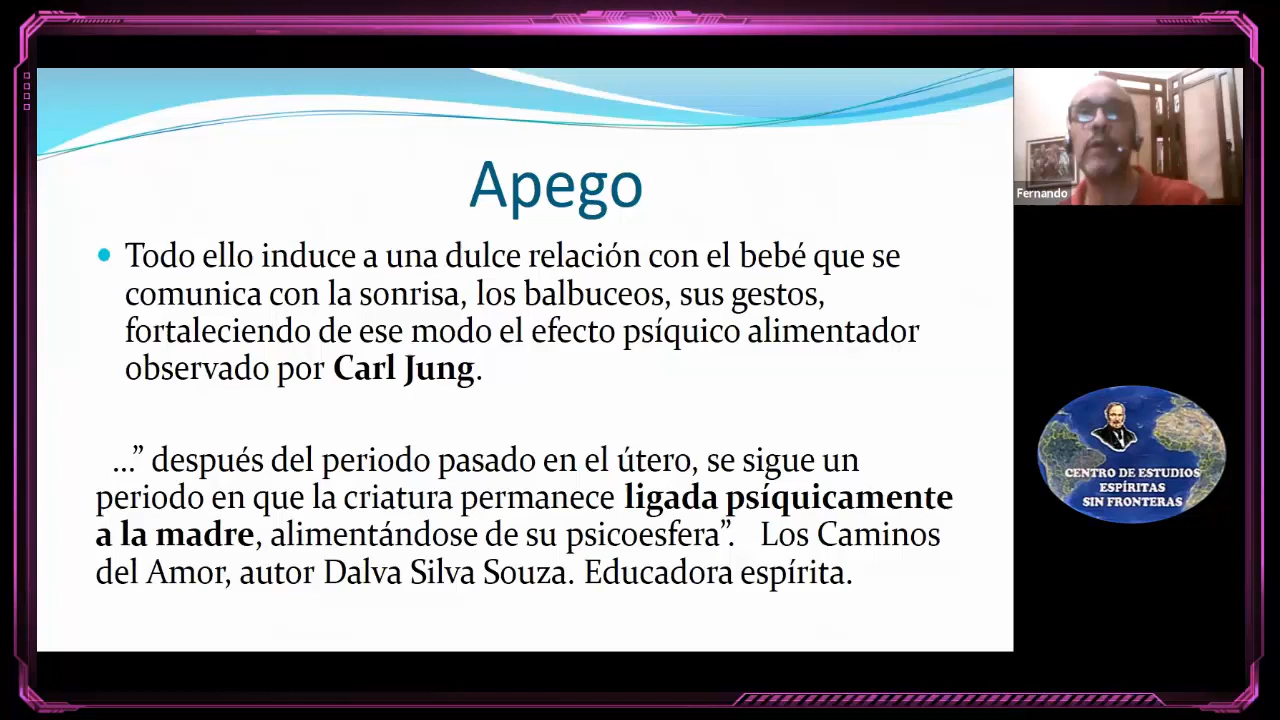 Apego
Todo ello induce a una dulce relación con el bebé que se
comunica con la sonrisa, los balbuceos, sus gestos,
fortaleciendo de ese modo el efecto psíquico alimentador
observado por Carl Jung.
...” después del periodo pasado en el útero, se sigue un
periodo en que la criatura permanece ligada psíquicamente
a la madre, alimentándose de su psicoesfera”. Los Caminos
del Amor, autor Dalva Silva Souza. Educadora espírita.
Fernando
CENTRO DE ESTUDIOS
ESPÍRITAS
SIN FRONTERAS